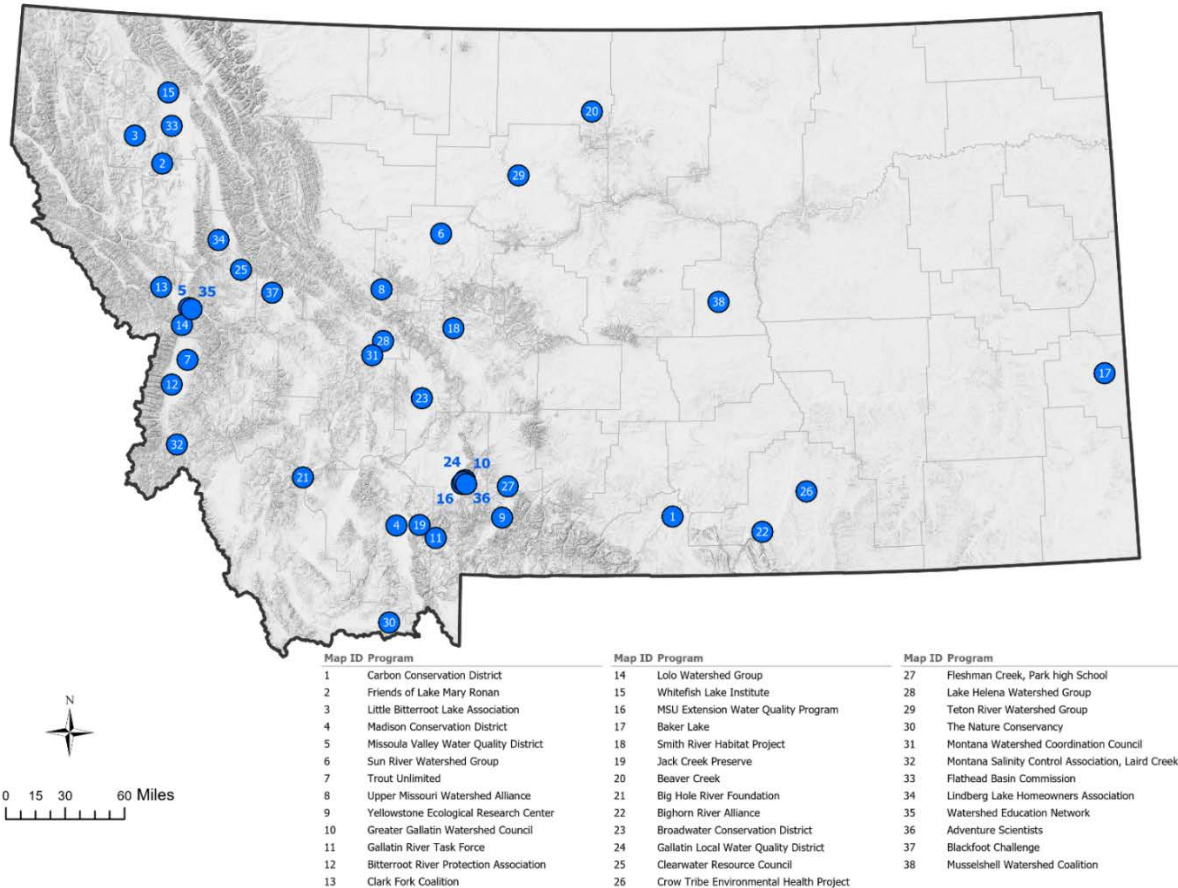 15
20
33
3
2
29
6
34
25
13
37
8
5 35
38
14
18
28
31
7
17
12
23
32
24 10
21
27
26
16 36
9
1
4
19
22
11
30
N
0 15 30 60 Miles
Map ID Program
1 Carbon Conservation District
2 Friends of Lake Mary Ronan
3 Little Bitterroot Lake Association
4 Madison Conservation District
5 Missoula Valley Water Quality District
6 Sun River Watershed Group
7 Trout Unlimited
8 Upper Missouri Watershed Alliance
9 Yellowstone Ecological Research Center
10 Greater Gallatin Watershed Council
11 Gallatin River Task Force
12 Bitterroot River Protection Association
13 Clark Fork Coalition
Map ID Program
14 Lolo Watershed Group
15 Whitefish Lake Institute
16 MSU Extension Water Quality Program
17 Baker Lake
18 Smith River Habitat Project
19 Jack Creek Preserve
20 Beaver Creek
21 Big Hole River Foundation
22 Bighorn River Alliance
23 Broadwater Conservation District
24 Gallatin Local Water Quality District
25 Clearwater Resource Council
26 Crow Tribe Environmental Health Project
Map ID Program
27 Fleshman Creek, Park high School
28 Lake Helena Watershed Group
29 Teton River Watershed Group
30 The Nature Conservancy
31 Montana Watershed Coordination Council
32 Montana Salinity Control Association, Laird Creek
33 Flathead Basin Commission
34 Lindberg Lake Homeowners Association
35 Watershed Education Network
36 Adventure Scientists
37 Blackfoot Challenge
38 Musselshell Watershed Coalition